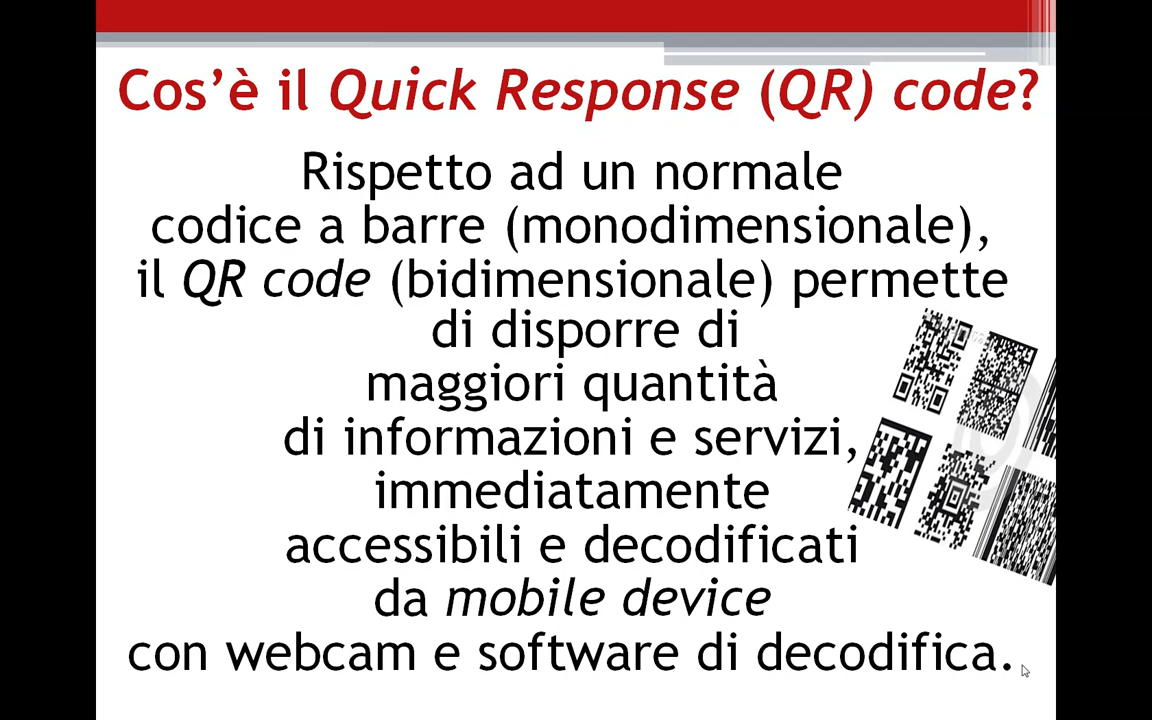 Cos’è il Quick Response (QR) code?
Rispetto ad un normale
codice a barre (monodimensionale),
il QR code (bidimensionale) permette
di disporre di
maggiori quantità
di informazioni e servizi,
immediatamente
accessibili e decodificati
da mobile device
con webcam e software di decodifica.